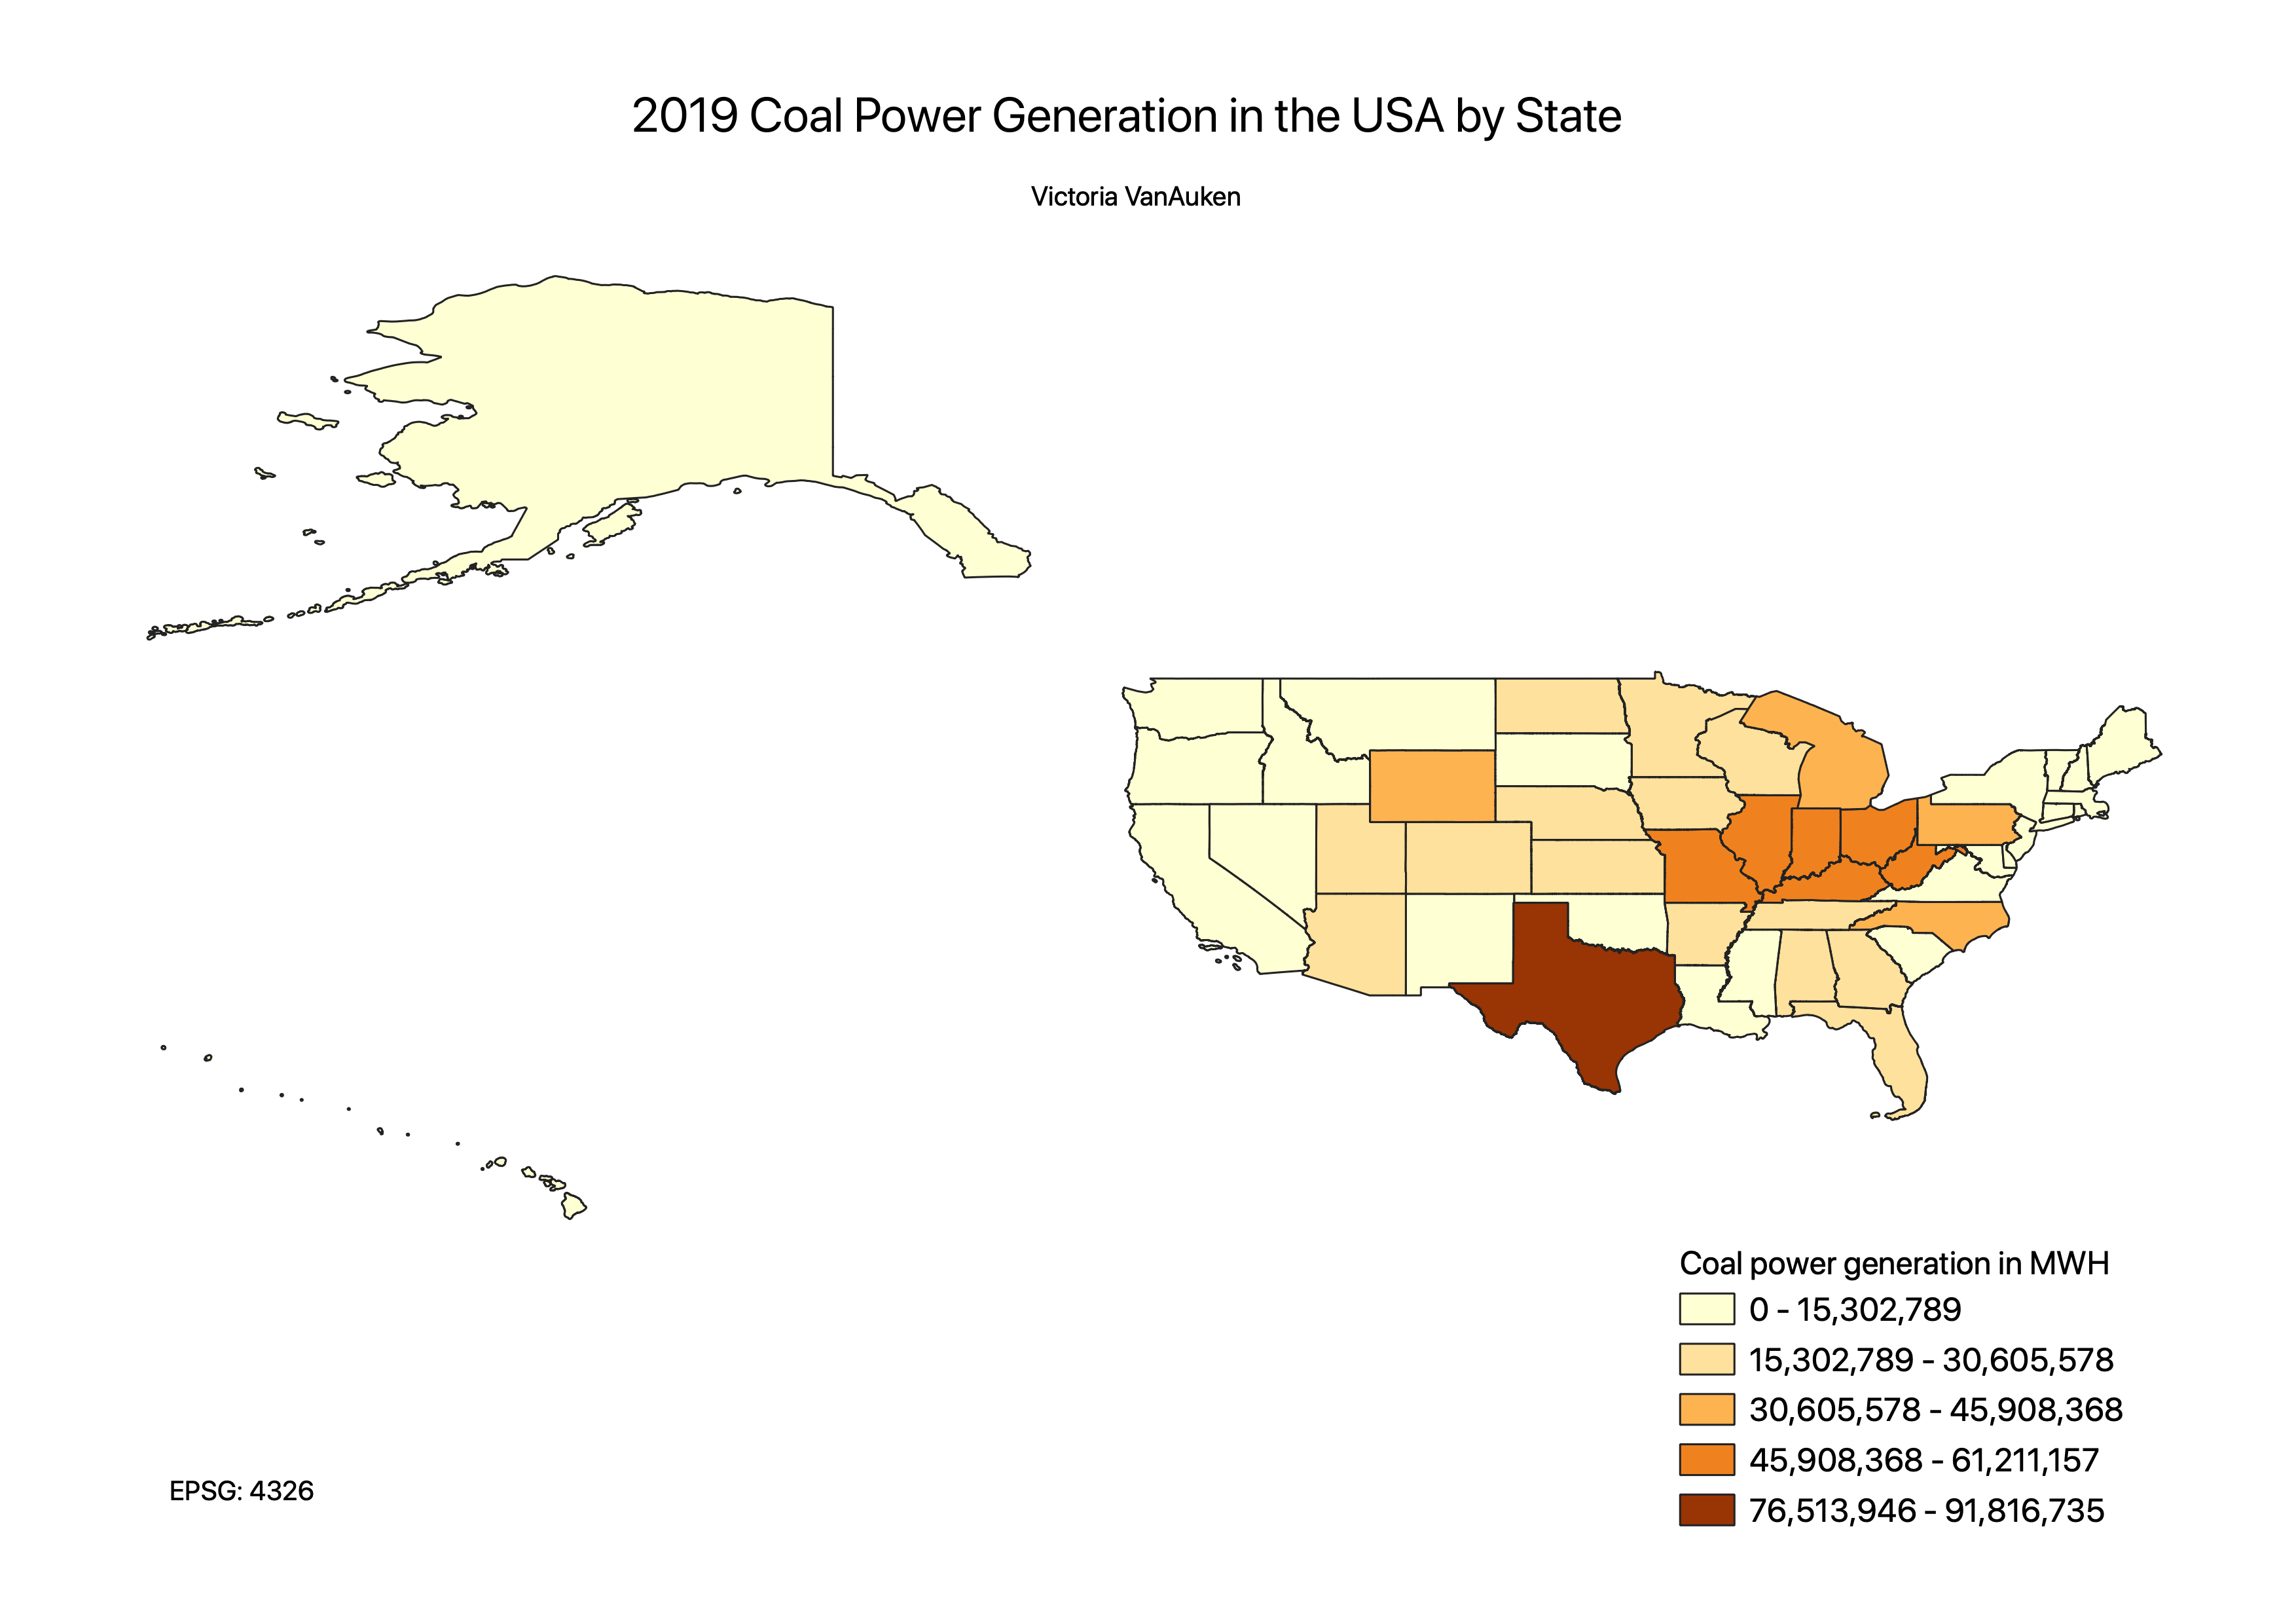 2019 Coal Power Generation in the USA by State
Victoria VanAuken
Coal power generation in MWH
0 - 15,302,789
15,302,789 - 30,605,578
30,605,578 - 45,908,368
45,908,368 - 61,211,157
76,513,946 - 91,816,735
EPSG: 4326